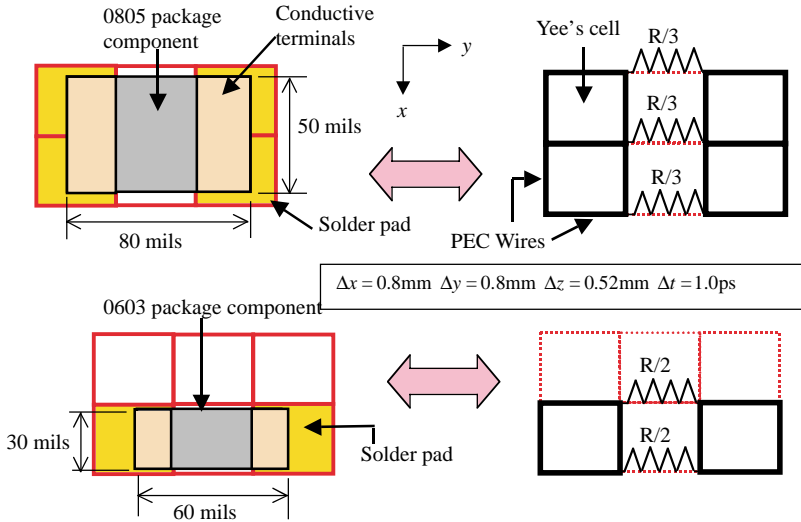 0805 package
component
Conductive
terminals
y
x
50 mils
80 mils
Solder pad
Yee's cell
R/3
R/3
R/3
PEC Wires
Δx = 0.8mm Δy = 0.8mm Δz = 0.52mm Δt = 1.0ps
0603 package component
30 mils
60 mils
Solder pad
R/2
R/2